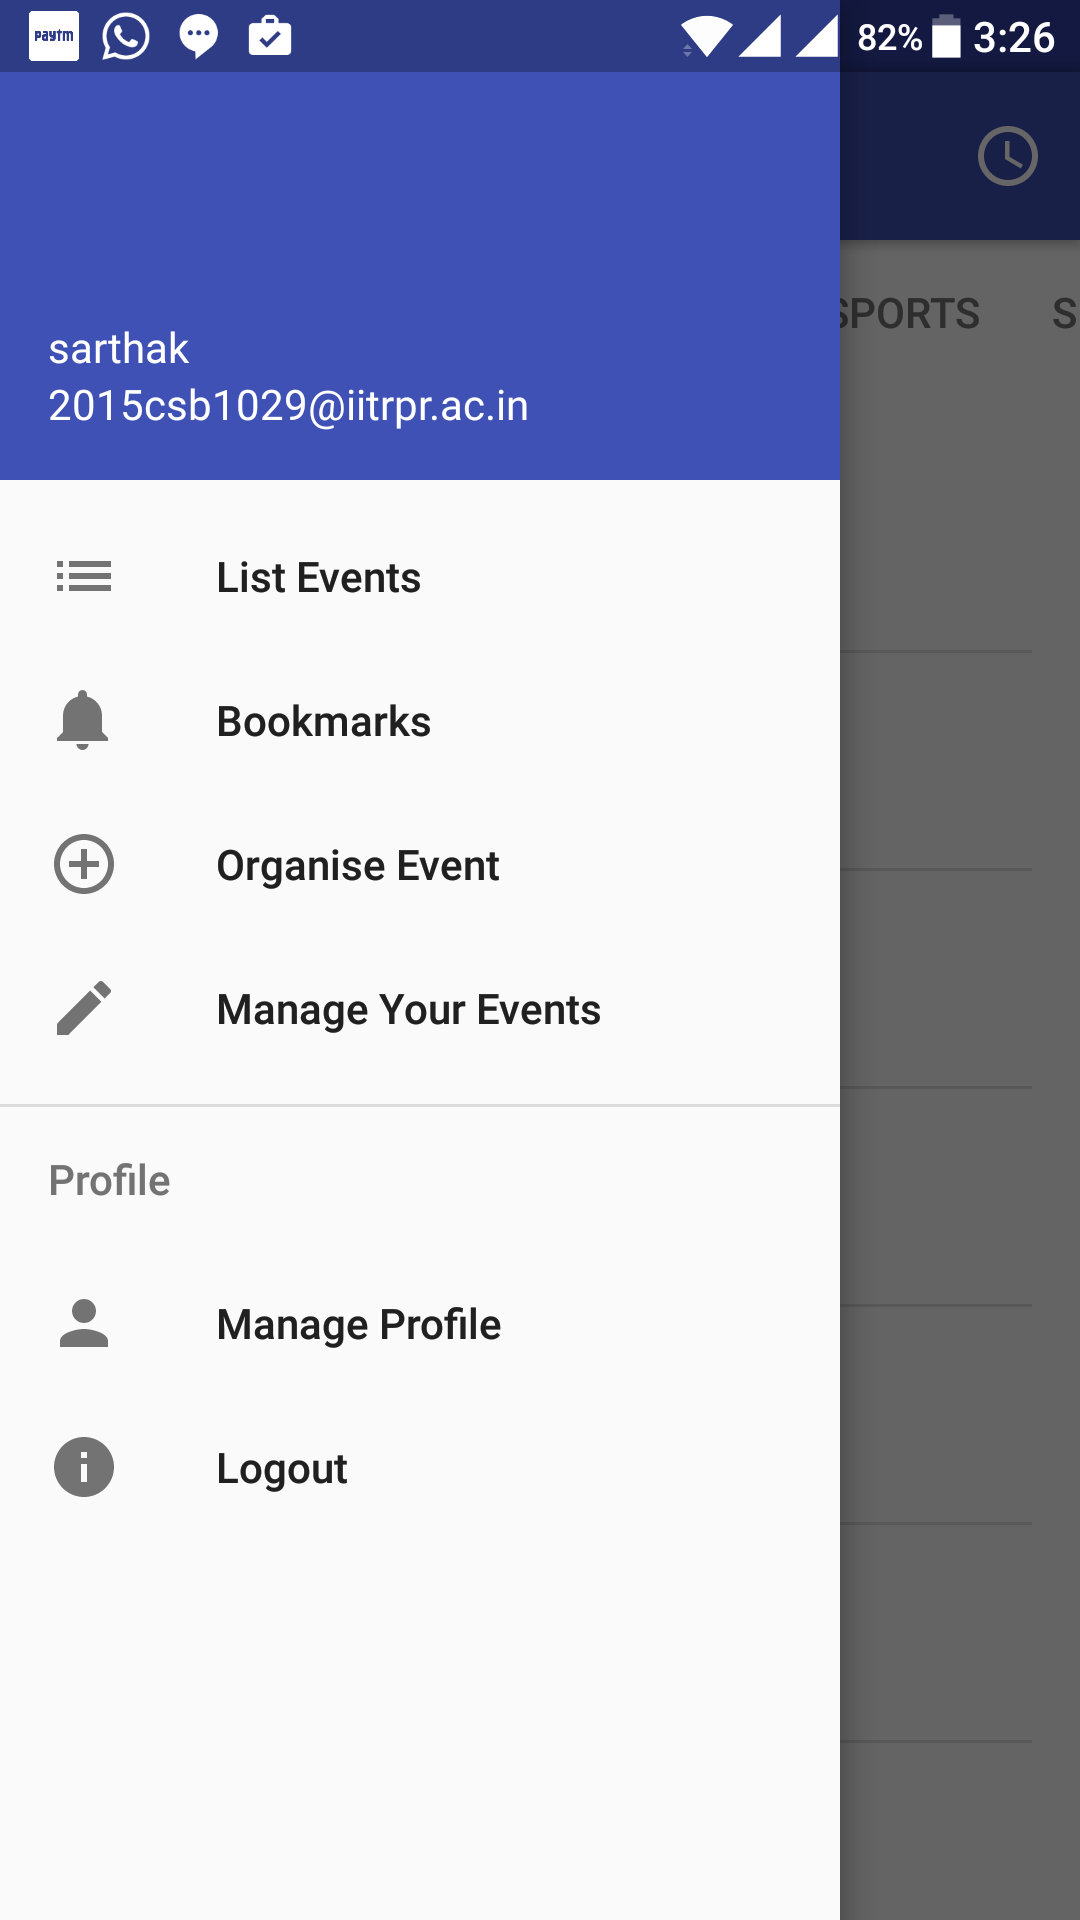 paytm 82% 3:26
SPORTS S
sarthak
2015csb1029@iitrpr.ac.in
List Events
Bookmarks
Organise Event
Manage Your Events
Profile
Manage Profile
Logout